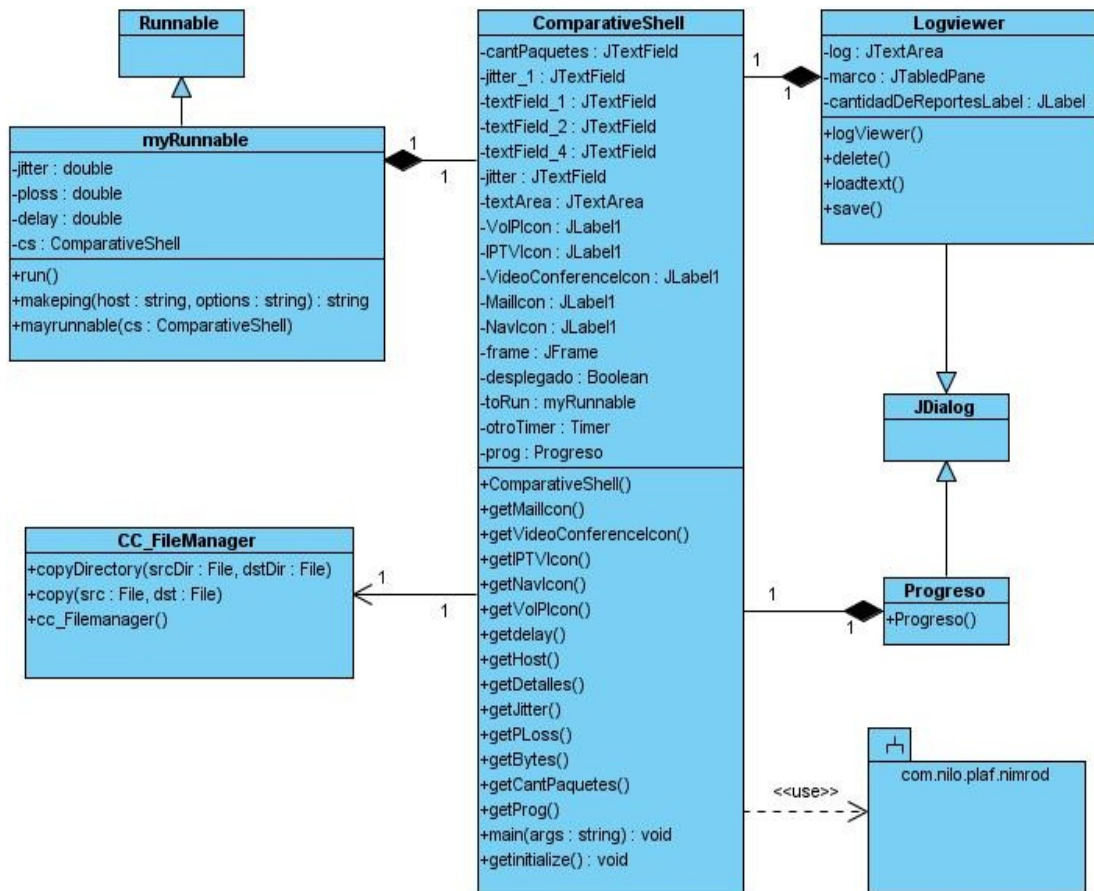 Runnable
myRunnable
-jitter : double
-ploss : double
-delay : double
-cs : ComparativeShell
+run()
+makeping(host : string, options : string) : string
+mayrunnable(cs : ComparativeShell)
1
1
CC_FileManager
+copyDirectory(srcDir : File, dstDir : File)
+copy(src : File, dst : File)
+cc_Filemanager()
1
1
ComparativeShell
-cantPaquetes : JTextField
-jitter_1 : JTextField
-textField_1 : JTextField
-textField_2 : JTextField
-textField_4 : JTextField
-jitter : JTextField
-textArea : JTextArea
-VoIPIcon : JLabel1
-IPTVIcon : JLabel1
-VideoConferenceIcon : JLabel1
-MailIcon : JLabel1
-NavIcon : JLabel1
-frame : JFrame
-desplegado : Boolean
-toRun : myRunnable
-otroTimer : Timer
-prog : Progreso
+ComparativeShell()
+getMailIcon()
+getVideoConferenceIcon()
+getIPTVIcon()
+getNavIcon()
+getVoIPIcon()
+getdelay()
+getHost()
+getDetalles()
+getJitter()
+getPLoss()
+getBytes()
+getCantPaquetes()
+getProg()
+main(args : string) : void
+getinitialize() : void
1
1
Logviewer
-log : JTextArea
-marco : JTabledPane
-cantidadDeReportesLabel : JLabel
+logViewer()
+delete()
+loadtext()
+save()
JDialog
1
1
Progreso
+Progreso()
<<use>>
com.nilo.plaf.nimrod